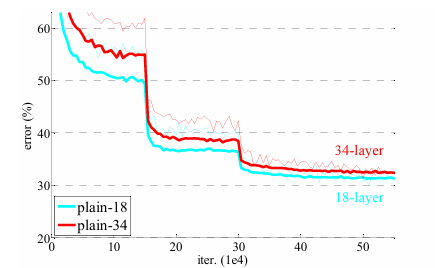 60
50
40
30
20
error (%)
34-layer
18-layer
plain-18
plain-34
0 10 20 30 40 50
iter. (1e4)